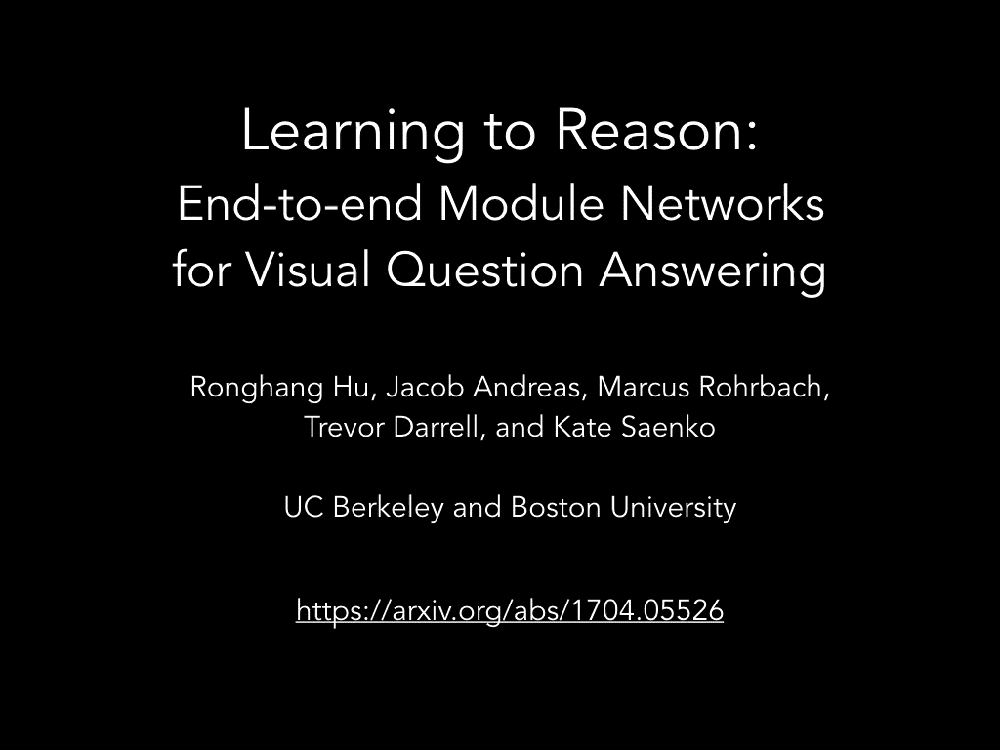 Learning to Reason:
End-to-end Module Networks
for Visual Question Answering
Ronghang Hu, Jacob Andreas, Marcus Rohrbach,
Trevor Darrell, and Kate Saenko
UC Berkeley and Boston University
https://arxiv.org/abs/1704.05526